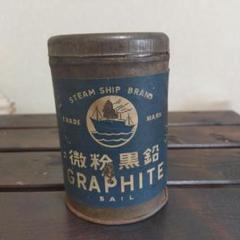 STEAM SHIP BRAND
TRADE MARK
微粉黒鉛
GRAPHITE
SAIL